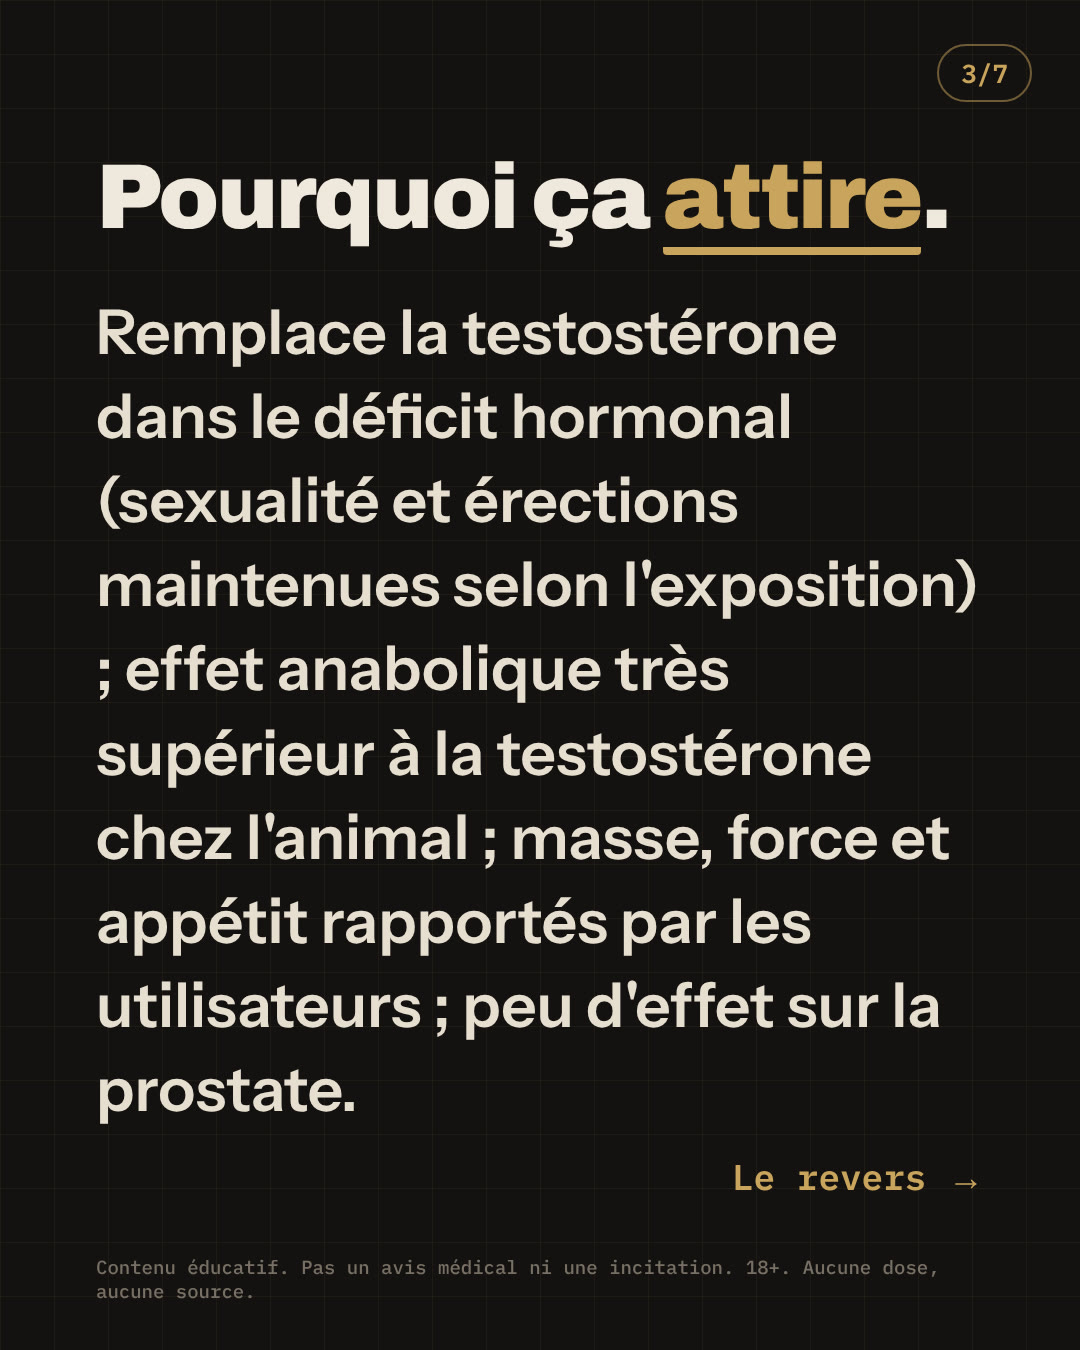 3/7
Pourquoi ça attire.
Remplace la testostérone
dans le déficit hormonal
(sexualité et érections
maintenues selon l'exposition)
; effet anabolique très
supérieur à la testostérone
chez l'animal ; masse, force et
appétit rapportés par les
utilisateurs ; peu d'effet sur la
prostate.
Le revers →
Contenu éducatif. Pas un avis médical ni une incitation. 18+. Aucune dose,
aucune source.